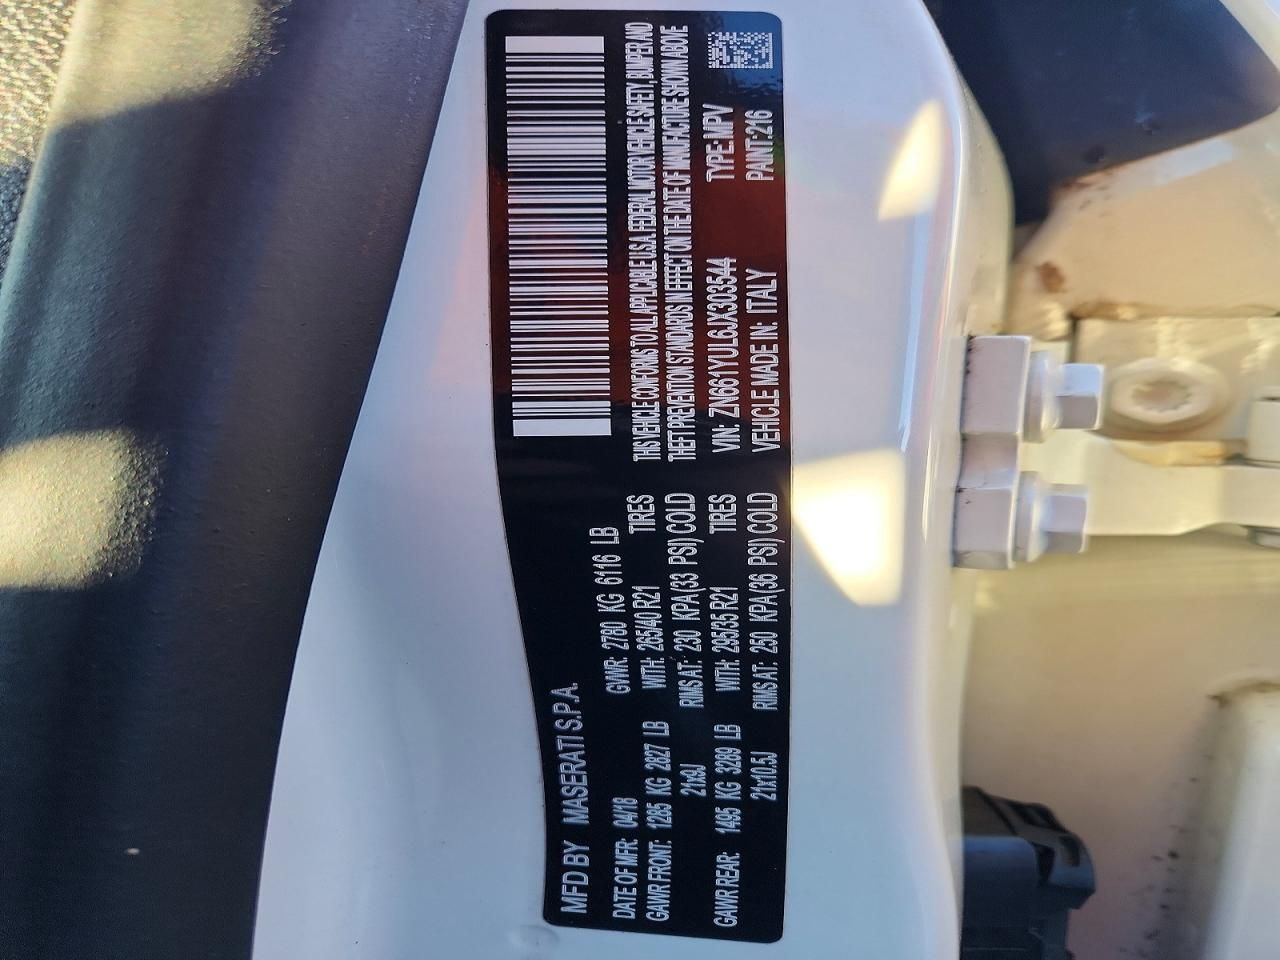 MFD BY MASERATI S.P.A.
DATE OF MFR: 04/18 GVWR: 2780 KG 6116 LB
GAWR FRONT: 1285 KG 2827 LB WITH: 265/40 R21 TIRES
21x9J RIMS AT: 230 KPA (33 PSI) COLD
GAWR REAR: 1495 KG 3289 LB WITH: 295/35 R21 TIRES
21x10.5J RIMS AT: 250 KPA (36 PSI) COLD
THIS VEHICLE CONFORMS TO ALL APPLICABLE U.S.A. FEDERAL MOTOR VEHICLE SAFETY, BUMPER AND
THEFT PREVENTION STANDARDS IN EFFECT ON THE DATE OF MANUFACTURE SHOWN ABOVE
VIN: ZN661YUL6JX303544 TYPE: MPV
VEHICLE MADE IN: ITALY PAINT: 216